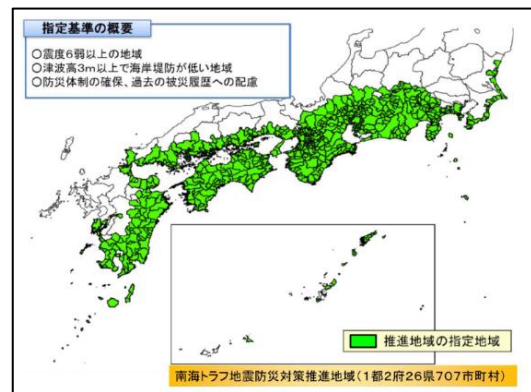 指定基準の概要
○震度6弱以上の地域
○津波高3m以上で海岸堤防が低い地域
○防災体制の確保、過去の被災履歴への配慮
推進地域の指定地域
南海トラフ地震防災対策推進地域(1都2府26県707市町村)